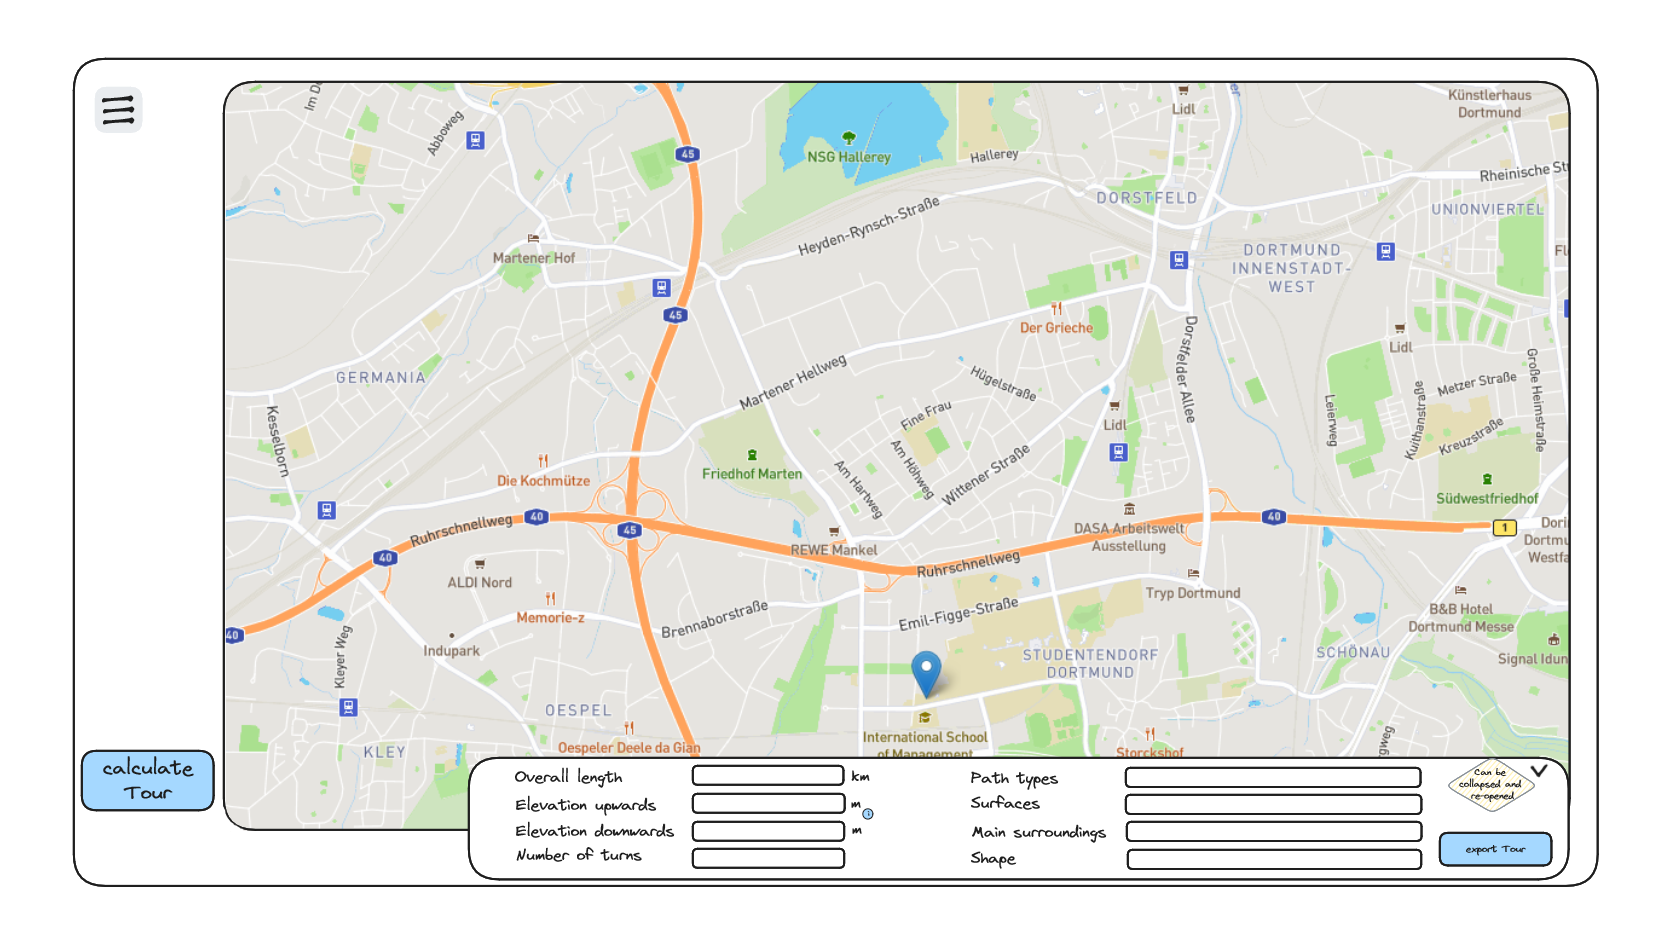 Im D
Abboweg
45
NSG Hallerey
Hallerey
Lidl
er
Künstlerhaus
Dortmund
Rheinische Str
DORSTFELD
UNIONVIERTEL
Heyden-Rynsch-Straße
Martener Hof
DORTMUND
INNENSTADT-
WEST
Fl
45
Der Grieche
Dorstfelder Allee
Lidl
GERMANIA
Martener Hellweg
Hügelstraße
Metzer Straße
Große Heimstraße
Kesselborn
Fine Frau
Lidl
Leierweg
Kuithanstraße
Kreuzstraße
Die Kochmütze
Friedhof Marten
Am Hartweg
Am Höhweg
Wittener Straße
Südwestfriedhof
Ruhrschnellweg
40
45
40
1
REWE Mankel
DASA Arbeitswelt
Ausstellung
Dori
Dortmu
Westfa
40
ALDI Nord
Ruhrschnellweg
Tryp Dortmund
Memorie-z
Brennaborstraße
Emil-Figge-Straße
B&B Hotel
Dortmund Messe
40
Kleyer Weg
Indupark
STUDENTENDORF
DORTMUND
SCHÖNAU
Signal Idun
OESPEL
KLEY
Oespeler Deele da Gian
International School
of Management
Storckshof
gweg
calculate
Tour
Overall length
km
Elevation upwards
m
i
Elevation downwards
m
Number of turns
Path types
Surfaces
Main surroundings
Shape
Can be
collapsed and
re-opened
export Tour